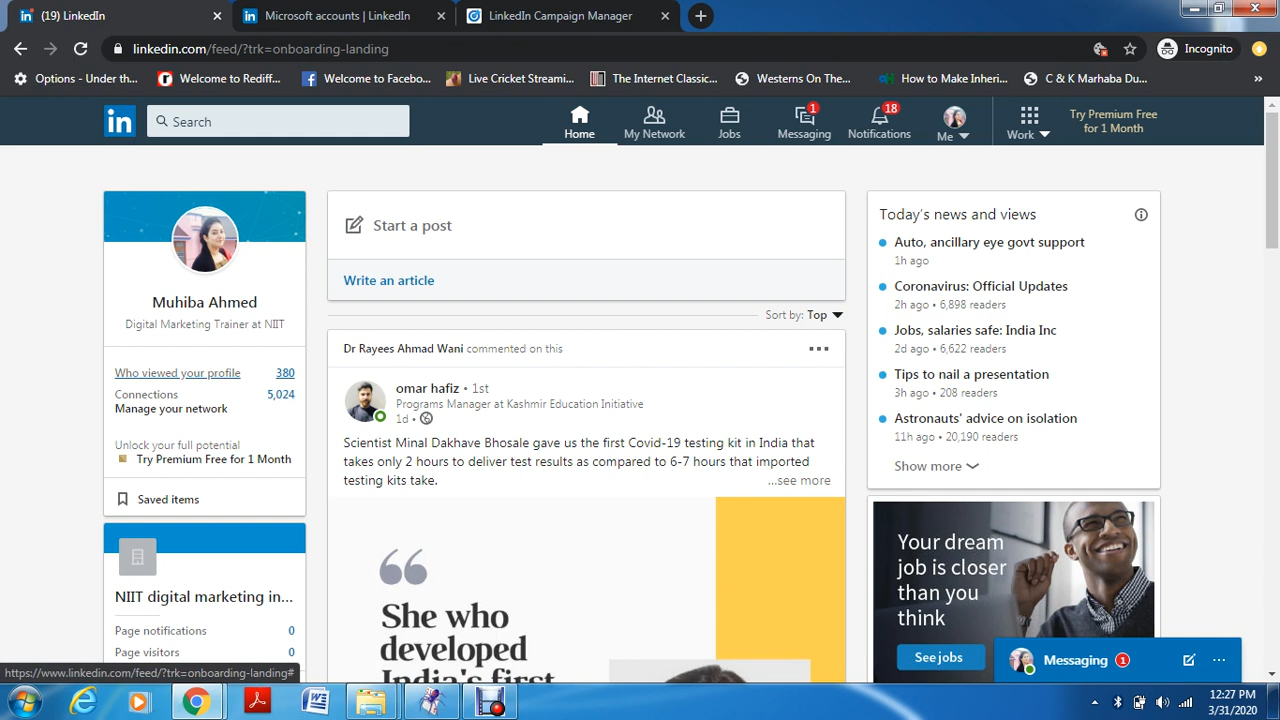 (19) LinkedIn
Microsoft accounts | LinkedIn
LinkedIn Campaign Manager
linkedin.com/feed/?trk=onboarding-landing
Incognito
Options - Under th...
Welcome to Rediff...
Welcome to Facebo...
Live Cricket Streami...
The Internet Classic...
Westerns On The...
How to Make Inheri...
C & K Marhaba Du...
in
Search
Home
My Network
Jobs
1
Messaging
18
Notifications
Me
Work
Try Premium Free
for 1 Month
Muhiba Ahmed
Digital Marketing Trainer at NIIT
Who viewed your profile 380
Connections 5,024
Manage your network
Unlock your full potential
Try Premium Free for 1 Month
Saved items
NIIT digital marketing in...
Page notifications 0
Page visitors 0
Start a post
Write an article
Sort by: Top
Dr Rayees Ahmad Wani commented on this
omar hafiz • 1st
Programs Manager at Kashmir Education Initiative
1d •
Scientist Minal Dakhave Bhosale gave us the first Covid-19 testing kit in India that
takes only 2 hours to deliver test results as compared to 6-7 hours that imported
testing kits take.
...see more
She who
developed
India's first
Today's news and views
Auto, ancillary eye govt support
1h ago
Coronavirus: Official Updates
2h ago • 6,898 readers
Jobs, salaries safe: India Inc
2d ago • 6,622 readers
Tips to nail a presentation
3h ago • 208 readers
Astronauts' advice on isolation
11h ago • 20,190 readers
Show more
Your dream
job is closer
than you
think
See jobs
Messaging 1
https://www.linkedin.com/feed/?trk=onboarding-landing#
12:27 PM
3/31/2020